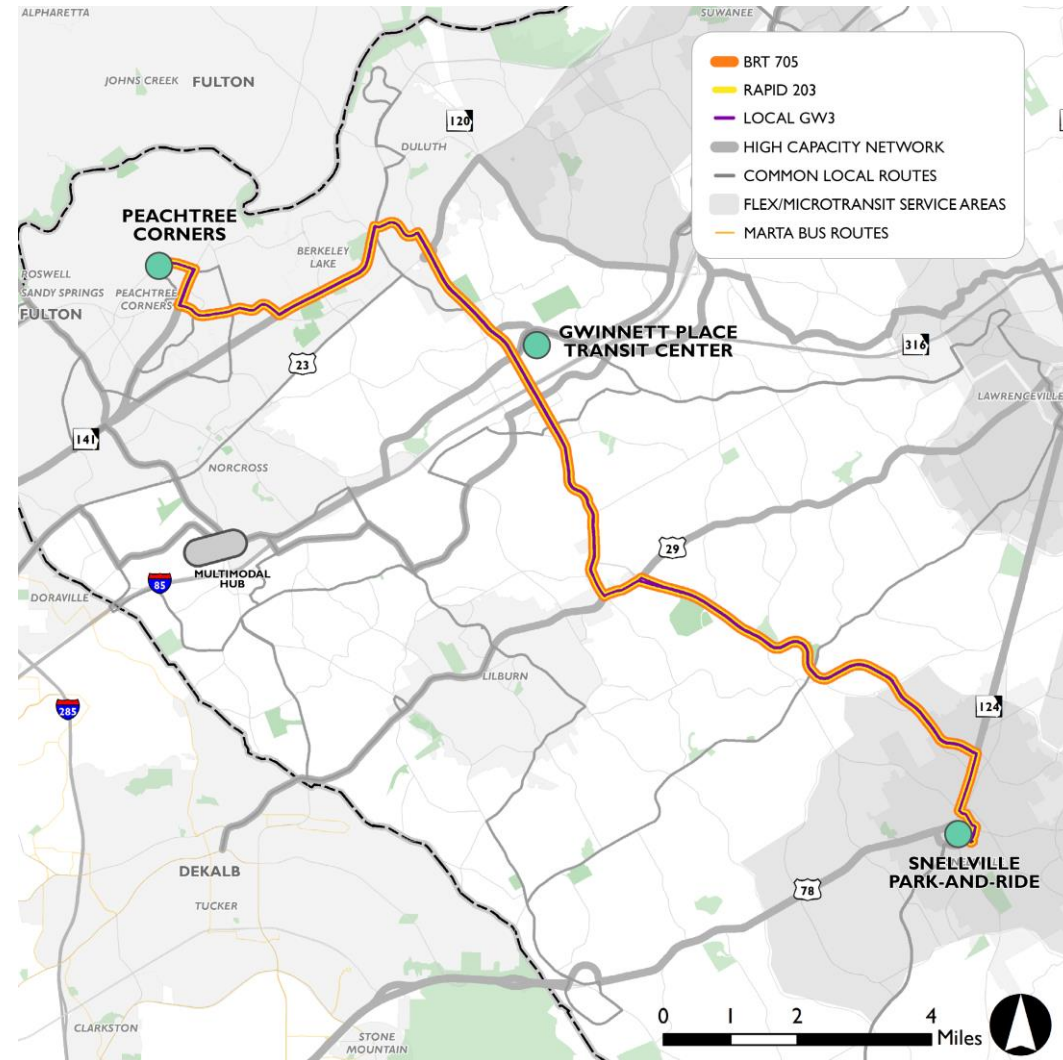 ALPHARETTA
SUWANEE
JOHNS CREEK
FULTON
BRT 705
RAPID 203
LOCAL GW3
HIGH CAPACITY NETWORK
COMMON LOCAL ROUTES
FLEX/MICROTRANSIT SERVICE AREAS
MARTA BUS ROUTES
120
DULUTH
PEACHTREE
CORNERS
BERKELEY
LAKE
ROSWELL
SANDY SPRINGS
FULTON
PEACHTREE
CORNERS
GWINNETT PLACE
TRANSIT CENTER
23
316
LAWRENCEVILLE
141
NORCROSS
MULTIMODAL
HUB
29
85
DORAVILLE
LILBURN
285
124
SNELLVILLE
PARK-AND-RIDE
DEKALB
TUCKER
78
CLARKSTON
STONE
MOUNTAIN
0 1 2 4
Miles